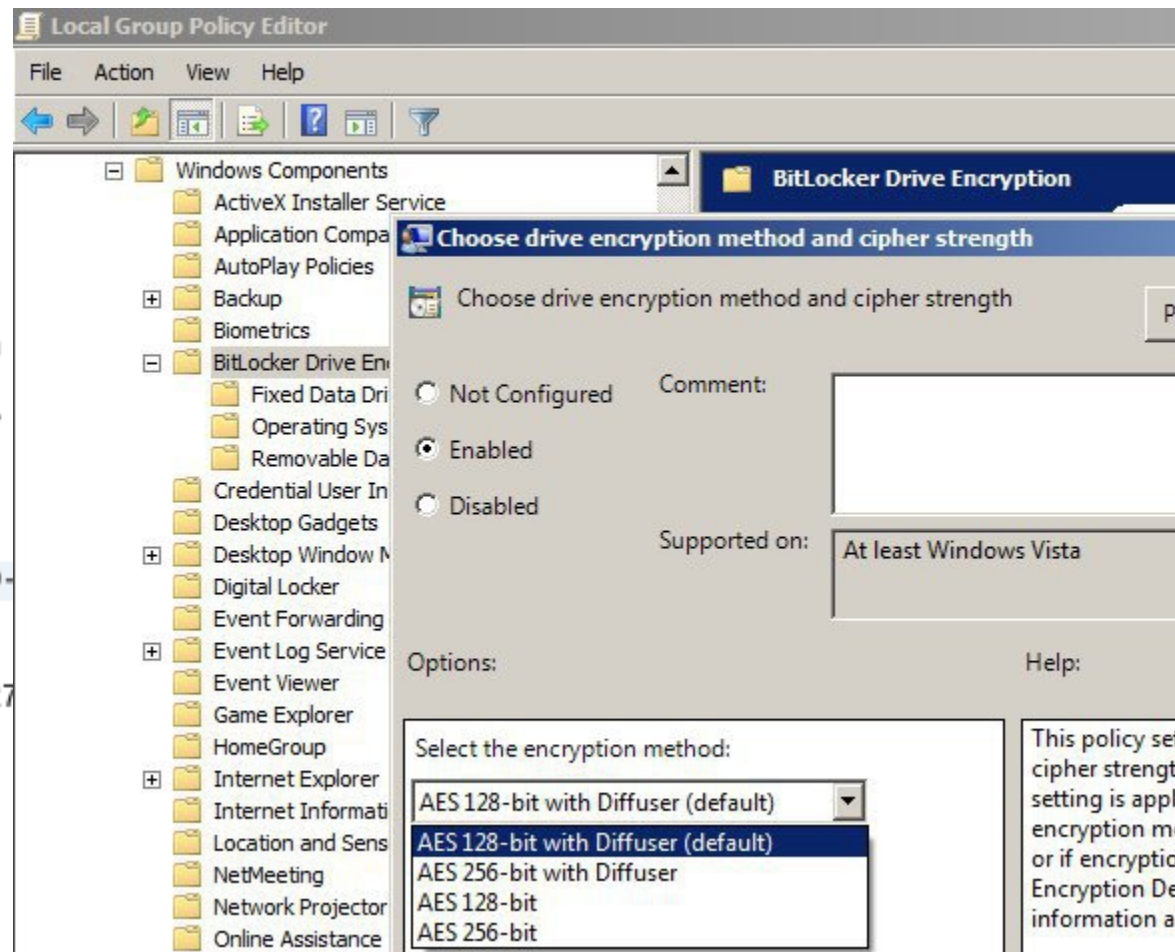 Local Group Policy Editor
File Action View Help
Windows Components
ActiveX Installer Service
Application Compa
AutoPlay Policies
Backup
Biometrics
BitLocker Drive En
Fixed Data Dri
Operating Sys
Removable Da
Credential User In
Desktop Gadgets
Desktop Window M
Digital Locker
Event Forwarding
Event Log Service
Event Viewer
Game Explorer
HomeGroup
Internet Explorer
Internet Informati
Location and Sens
NetMeeting
Network Projector
Online Assistance
BitLocker Drive Encryption
Choose drive encryption method and cipher strength
Choose drive encryption method and cipher strength
P
Not Configured
Enabled
Disabled
Comment:
Supported on:
At least Windows Vista
Options:
Help:
Select the encryption method:
AES 128-bit with Diffuser (default)
AES 128-bit with Diffuser (default)
AES 256-bit with Diffuser
AES 128-bit
AES 256-bit
This policy se
cipher strengt
setting is appl
encryption me
or if encryptio
Encryption De
information a